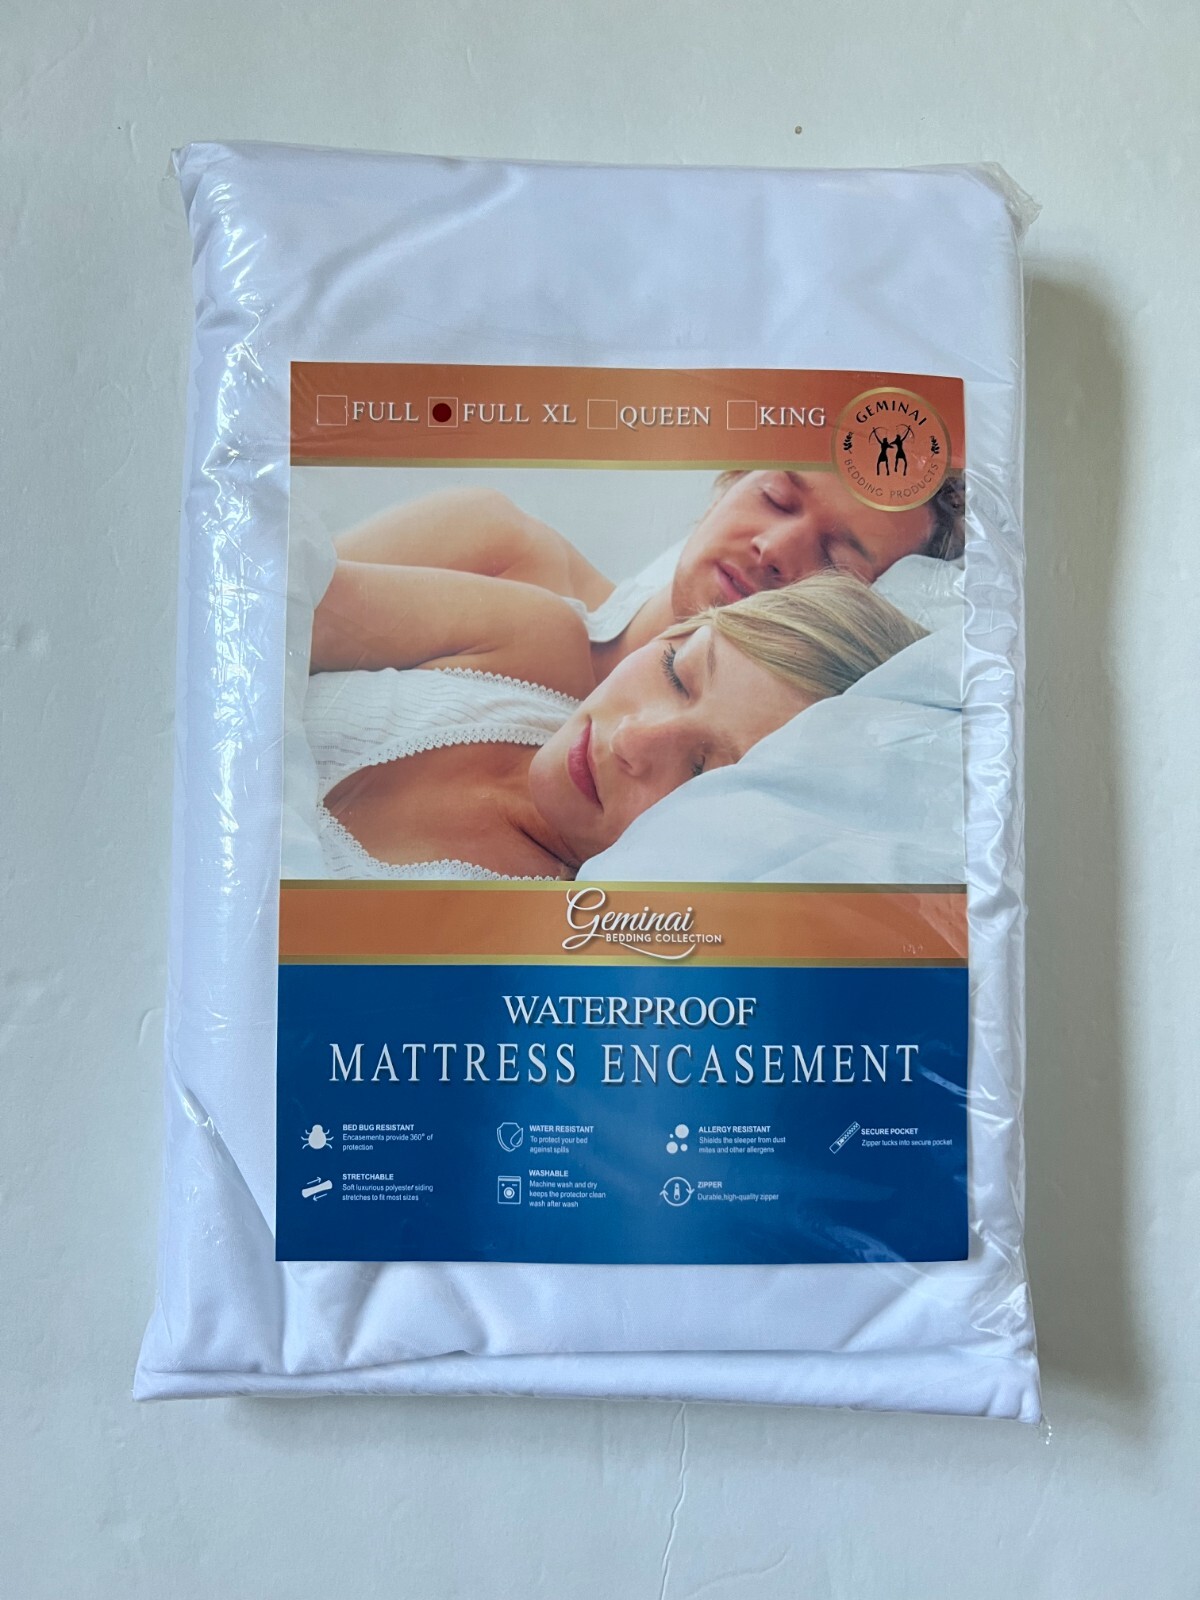 FULL FULL XL QUEEN KING
GEMINAI
BEDDING PRODUCTS
Geminai
BEDDING COLLECTION
WATERPROOF
MATTRESS ENCASEMENT
BED BUG RESISTANT
Encasements provide 360° of
protection
WATER RESISTANT
To protect your bed
against spills
ALLERGY RESISTANT
Shields the sleeper from dust
mites and other allergens
SECURE POCKET
Zipper tucks into secure pocket
STRETCHABLE
Soft luxurious polyester siding
stretches to fit most sizes
WASHABLE
Machine wash and dry
keeps the protector clean
wash after wash
ZIPPER
Durable,high-quality zipper